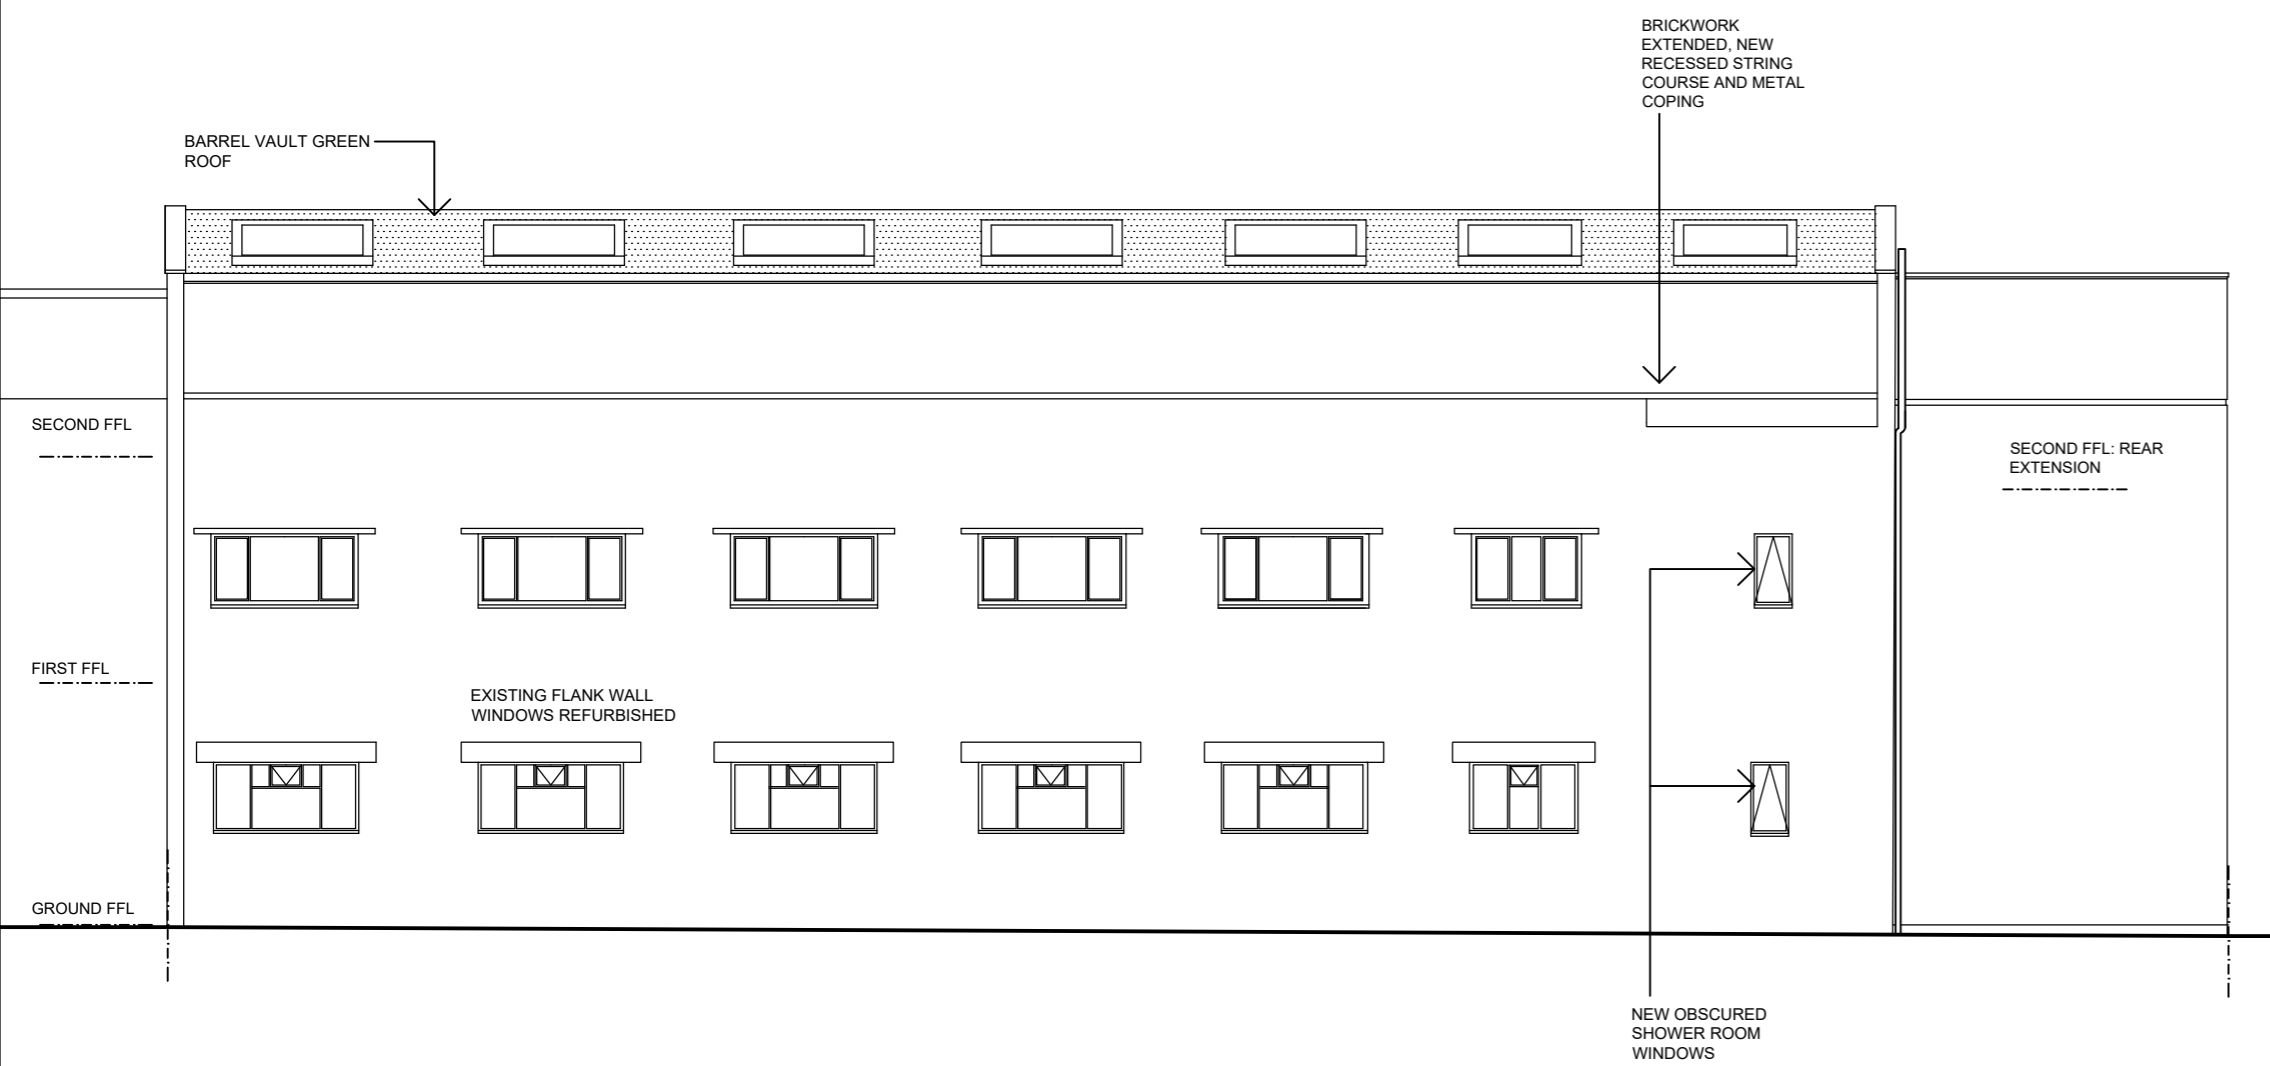 BRICKWORK
EXTENDED, NEW
RECESSED STRING
COURSE AND METAL
COPING
BARREL VAULT GREEN
ROOF
SECOND FFL
SECOND FFL: REAR
EXTENSION
FIRST FFL
EXISTING FLANK WALL
WINDOWS REFURBISHED
GROUND FFL
NEW OBSCURED
SHOWER ROOM
WINDOWS